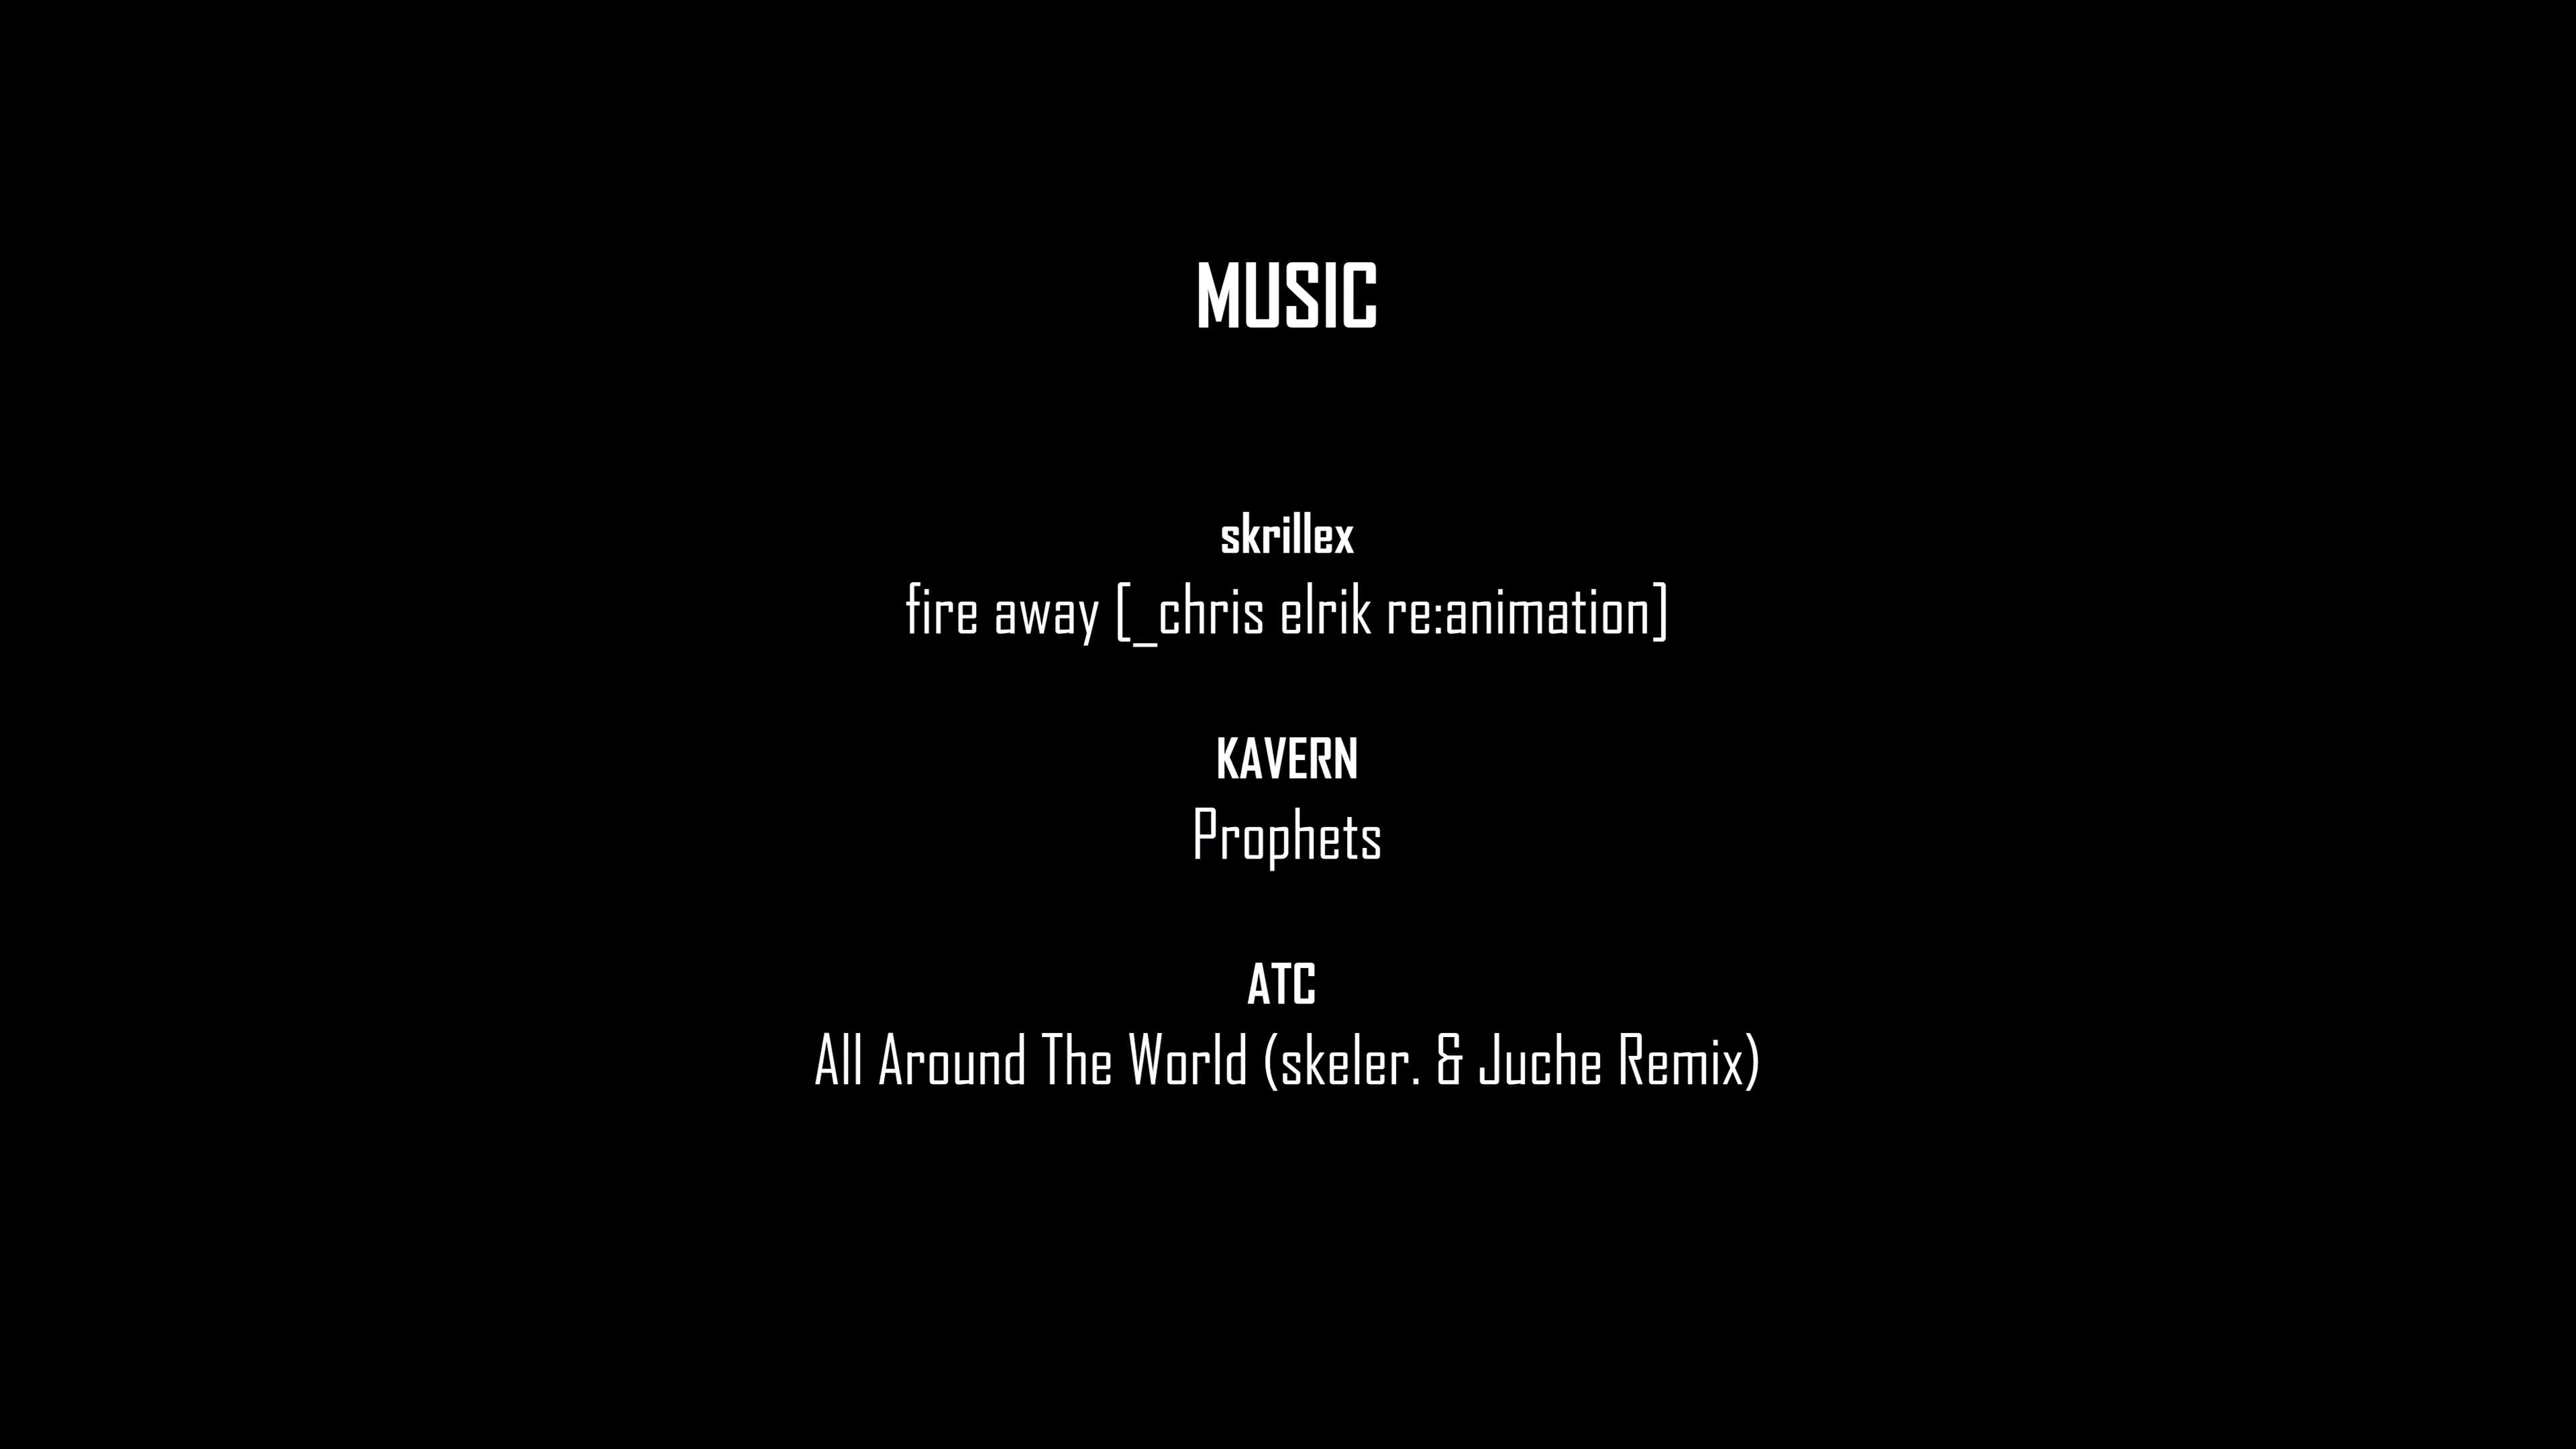 MUSIC
skrillex
fire away [_chris elrik re:animation]
KAVERN
Prophets
ATC
All Around The World (skeler. & Juche Remix)